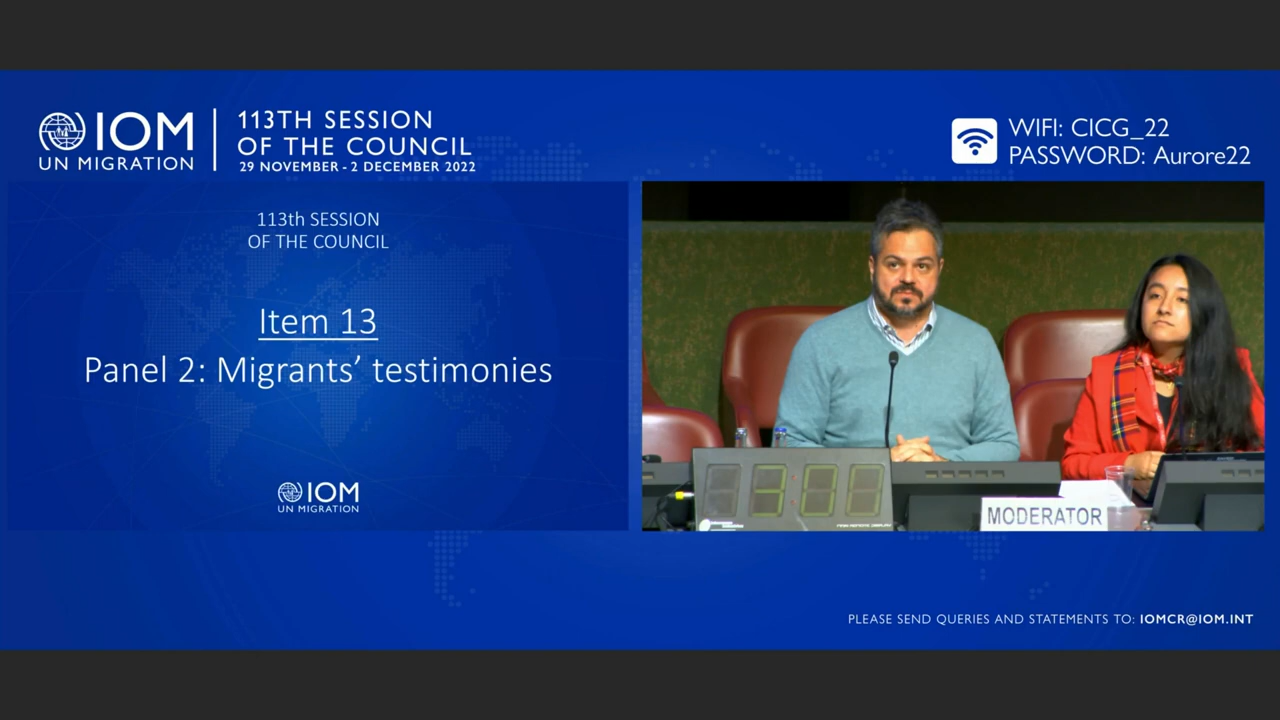 IOM
UN MIGRATION
113TH SESSION
OF THE COUNCIL
29 NOVEMBER - 2 DECEMBER 2022
WIFI: CICG_22
PASSWORD: Aurore22
113th SESSION
OF THE COUNCIL
Item 13
Panel 2: Migrants’ testimonies
IOM
UN MIGRATION
3:00
MODERATOR
PLEASE SEND QUERIES AND STATEMENTS TO: IOMCR@IOM.INT